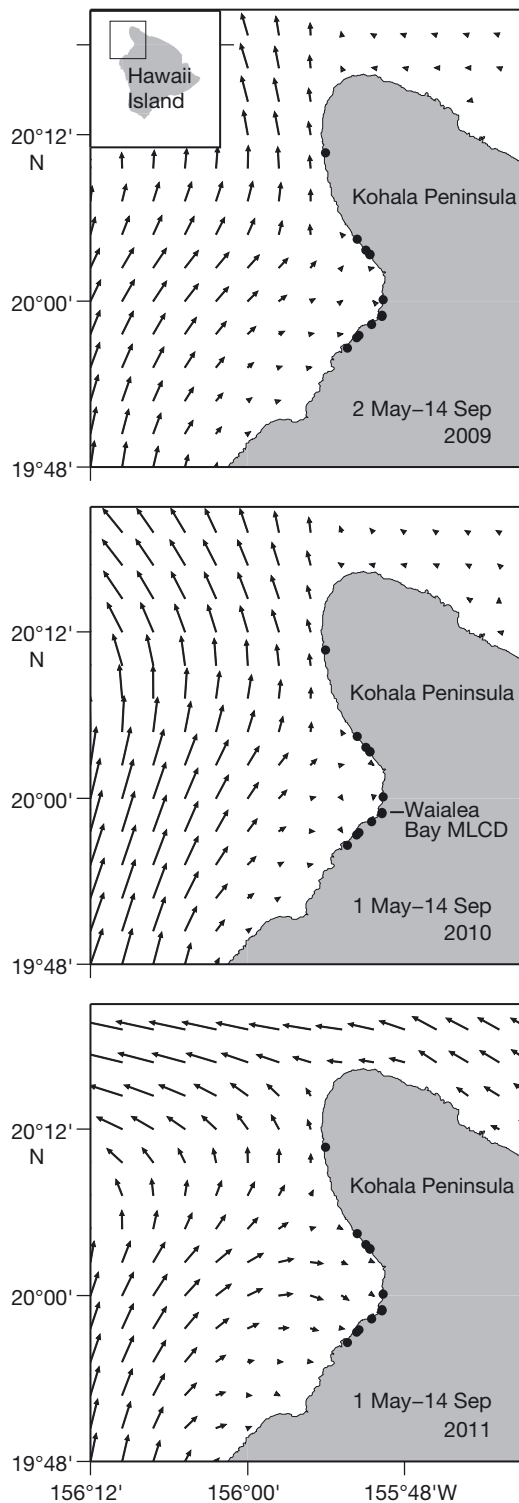 Hawaii
Island
20°12'
N
Kohala Peninsula
20°00'
2 May–14 Sep
2009
19°48'
20°12'
N
Kohala Peninsula
20°00'
Waialea
Bay MLCD
1 May–14 Sep
2010
19°48'
20°12'
N
Kohala Peninsula
20°00'
1 May–14 Sep
2011
19°48'
156°12' 156°00' 155°48'W